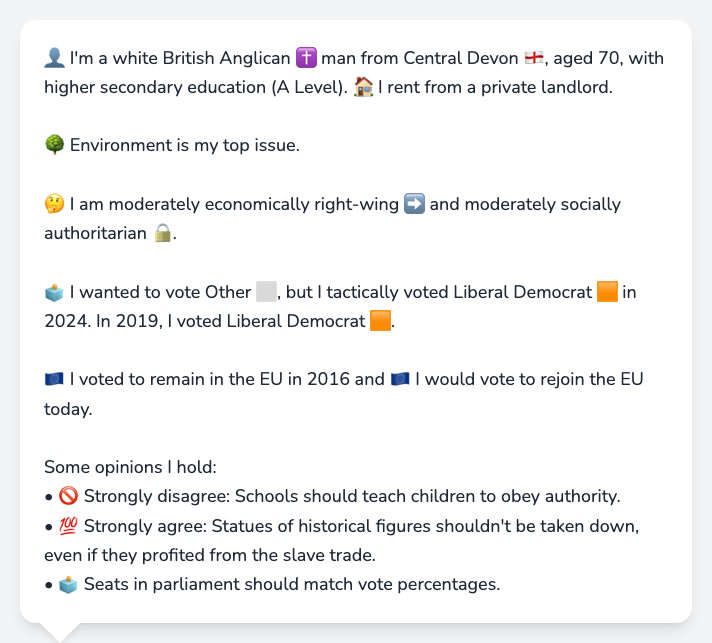 👤 I'm a white British Anglican ✝️ man from Central Devon 🏴󠁧󠁢󠁥󠁮󠁧󠁿, aged 70, with
higher secondary education (A Level). 🏠 I rent from a private landlord.
🌳 Environment is my top issue.
🤔 I am moderately economically right-wing ➡️ and moderately socially
authoritarian 🔒.
🗳️ I wanted to vote Other ⬜, but I tactically voted Liberal Democrat 🟧 in
2024. In 2019, I voted Liberal Democrat 🟧.
🇪🇺 I voted to remain in the EU in 2016 and 🇪🇺 I would vote to rejoin the EU
today.
Some opinions I hold:
• 🚫 Strongly disagree: Schools should teach children to obey authority.
• 💯 Strongly agree: Statues of historical figures shouldn't be taken down,
even if they profited from the slave trade.
• 🗳️ Seats in parliament should match vote percentages.